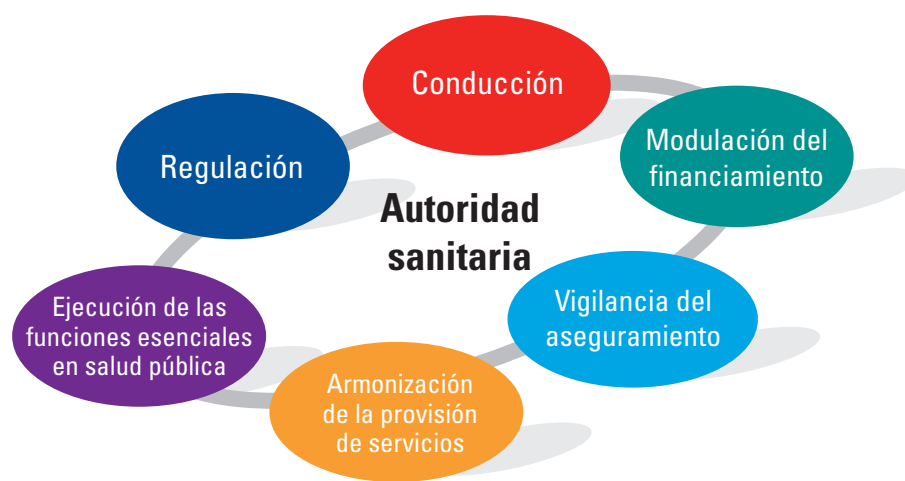 Conducción
Modulación del
financiamiento
Regulación
Autoridad
sanitaria
Vigilancia del
aseguramiento
Ejecución de las
funciones esenciales
en salud pública
Armonización
de la provisión
de servicios